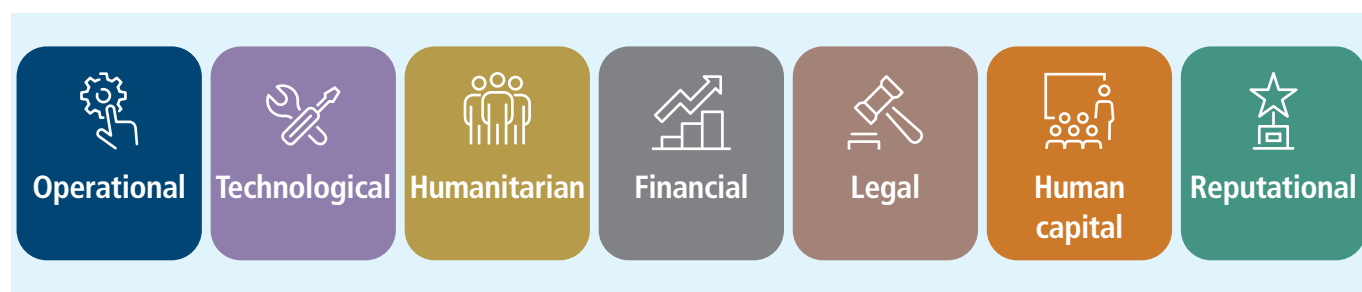 Operational
Technological
Humanitarian
Financial
Legal
Human
capital
Reputational